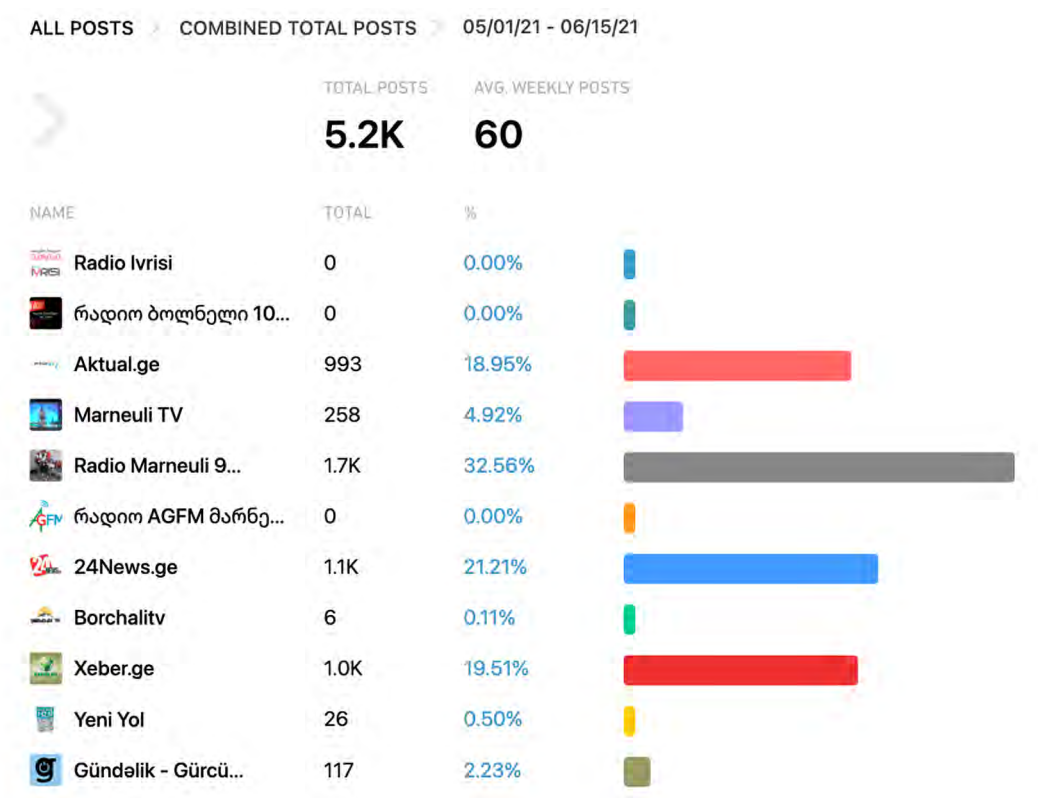 ALL POSTS COMBINED TOTAL POSTS 05/01/21 - 06/15/21
TOTAL POSTS AVG. WEEKLY POSTS
5.2K 60
NAME TOTAL %
Radio Ivrisi 0 0.00%
რადიო ბოლნელი 10... 0 0.00%
Aktual.ge 993 18.95%
Marneuli TV 258 4.92%
Radio Marneuli 9... 1.7K 32.56%
AGFM რადიო AGFM მარნე... 0 0.00%
24 24News.ge 1.1K 21.21%
Borchalitv 6 0.11%
Xeber.ge 1.0K 19.51%
Yeni Yol 26 0.50%
Gündəlik - Gürcü... 117 2.23%